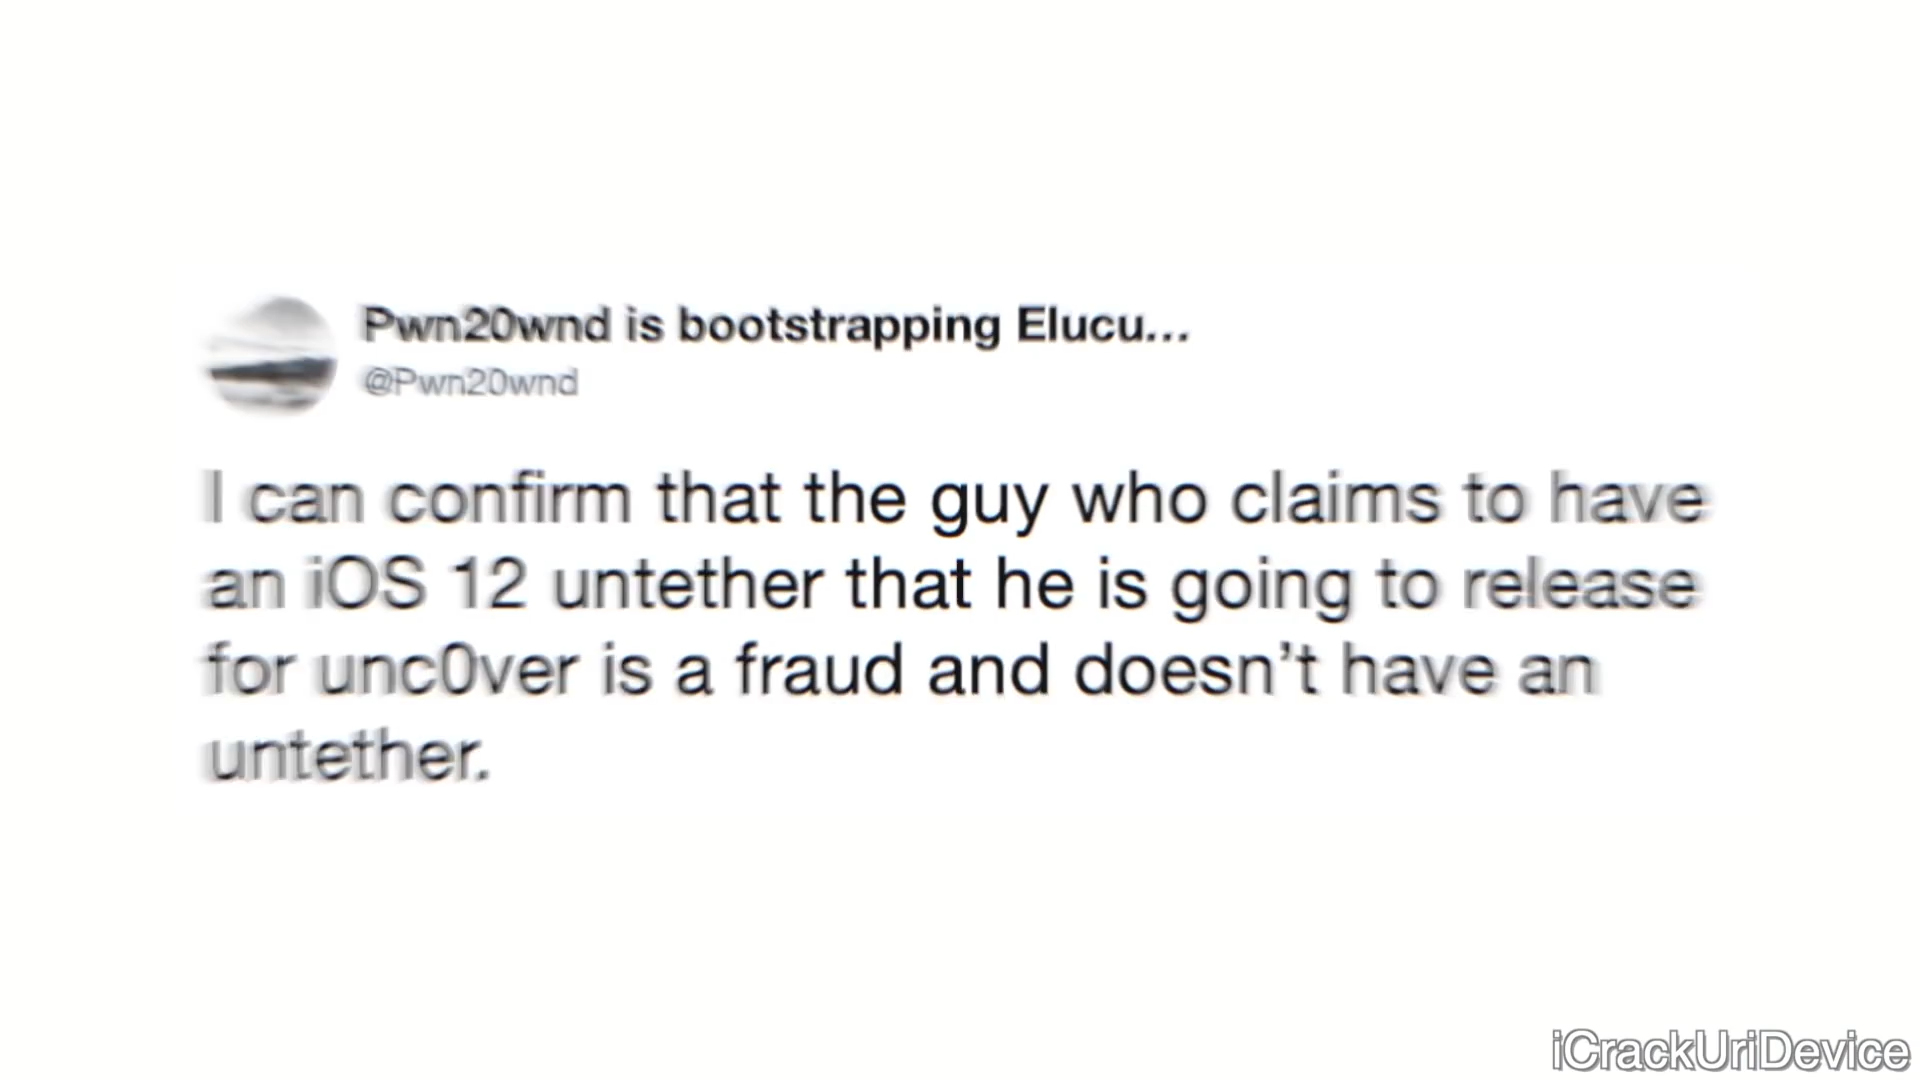 Pwn20wnd is bootstrapping Elucu...
@Pwn20wnd
I can confirm that the guy who claims to have
an iOS 12 untether that he is going to release
for unc0ver is a fraud and doesn’t have an
untether.
iCrackUriDevice